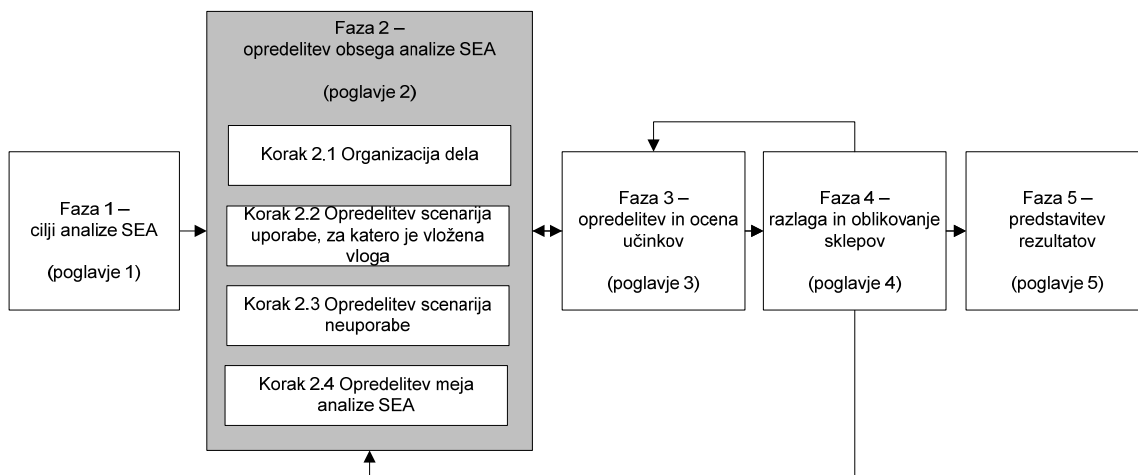 Faza 1 –
cilji analize SEA
(poglavje 1)
Faza 2 –
opredelitev obsega analize SEA
(poglavje 2)
Korak 2.1 Organizacija dela
Korak 2.2 Opredelitev scenarija
uporabe, za katero je vložena
vloga
Korak 2.3 Opredelitev scenarija
neuporabe
Korak 2.4 Opredelitev meja
analize SEA
Faza 3 –
opredelitev in ocena
učinkov
(poglavje 3)
Faza 4 –
razlaga in oblikovanje
sklepov
(poglavje 4)
Faza 5 –
predstavitev
rezultatov
(poglavje 5)